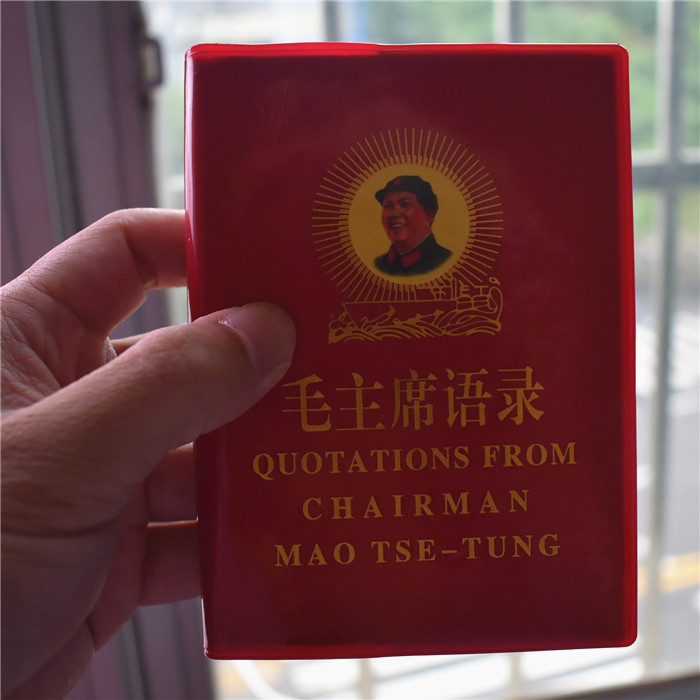 毛主席语录
QUOTATIONS FROM
CHAIRMAN
MAO TSE-TUNG